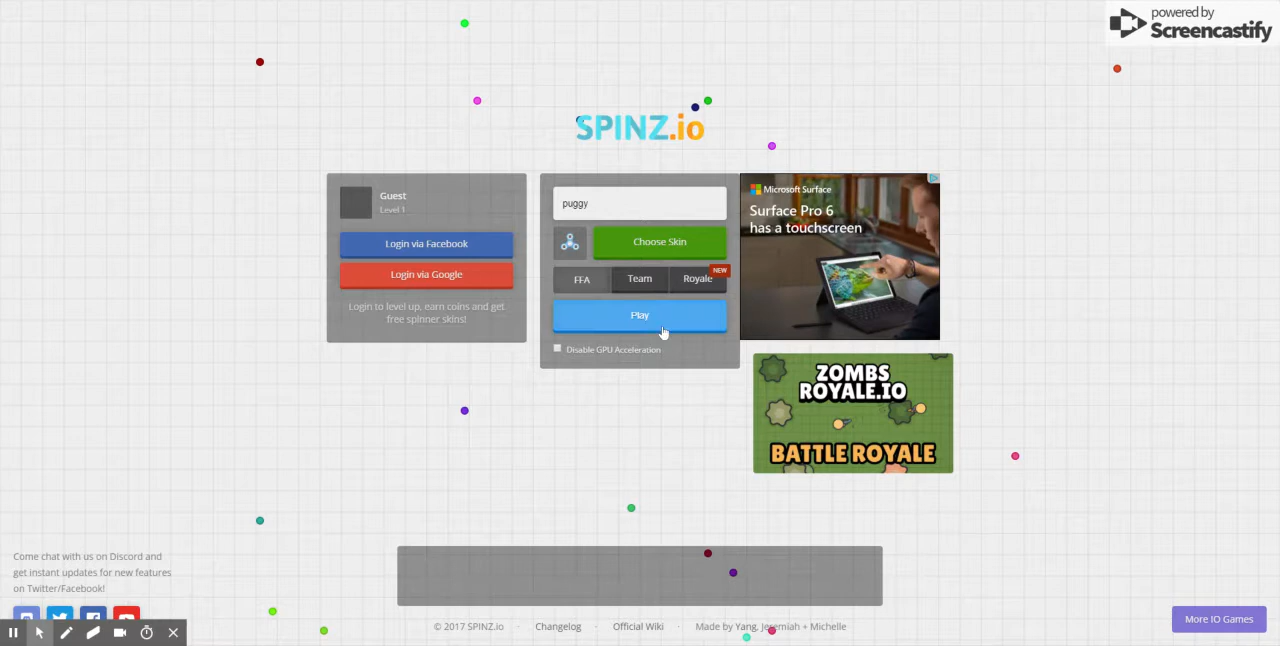 powered by
Screencastify
SPINZ.io
Guest
Level 1
Login via Facebook
Login via Google
Login to level up, earn coins and get
free spinner skins!
puggy
Choose Skin
FFA
Team
Royale
NEW
Play
Disable GPU Acceleration
Microsoft Surface
Surface Pro 6
has a touchscreen
ZOMBS
ROYALE.IO
BATTLE ROYALE
Come chat with us on Discord and
get instant updates for new features
on Twitter/Facebook!
© 2017 SPINZ.io · Changelog · Official Wiki · Made by Yang, Jeremiah + Michelle
More IO Games